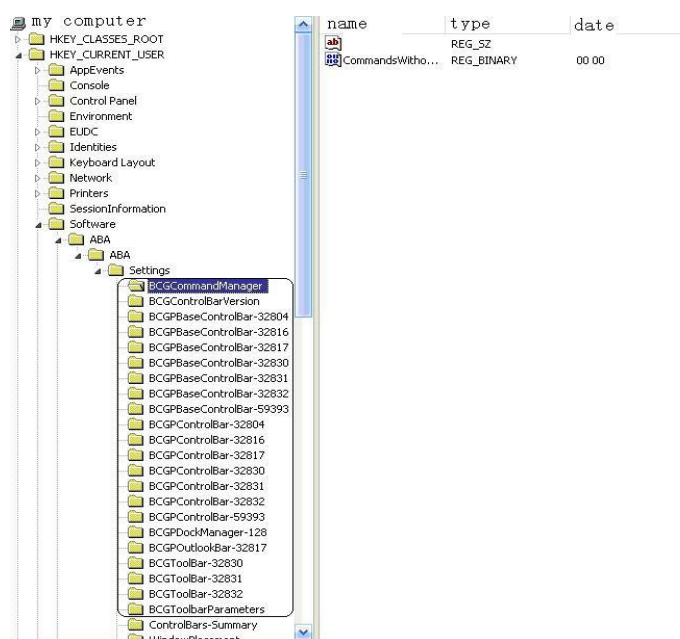 my computer
HKEY_CLASSES_ROOT
HKEY_CURRENT_USER
AppEvents
Console
Control Panel
Environment
EUDC
Identities
Keyboard Layout
Network
Printers
SessionInformation
Software
ABA
ABA
Settings
BCGCommandManager
BCGControlBarVersion
BCGPBaseControlBar-32804
BCGPBaseControlBar-32816
BCGPBaseControlBar-32817
BCGPBaseControlBar-32830
BCGPBaseControlBar-32831
BCGPBaseControlBar-32832
BCGPBaseControlBar-59393
BCGPControlBar-32804
BCGPControlBar-32816
BCGPControlBar-32817
BCGPControlBar-32830
BCGPControlBar-32831
BCGPControlBar-32832
BCGPControlBar-59393
BCGPDockManager-128
BCGPOutlookBar-32817
BCGToolBar-32830
BCGToolBar-32831
BCGToolBar-32832
BCGToolbarParameters
ControlBars-Summary
name type date
ab REG_SZ
CommandsWitho... REG_BINARY 00 00